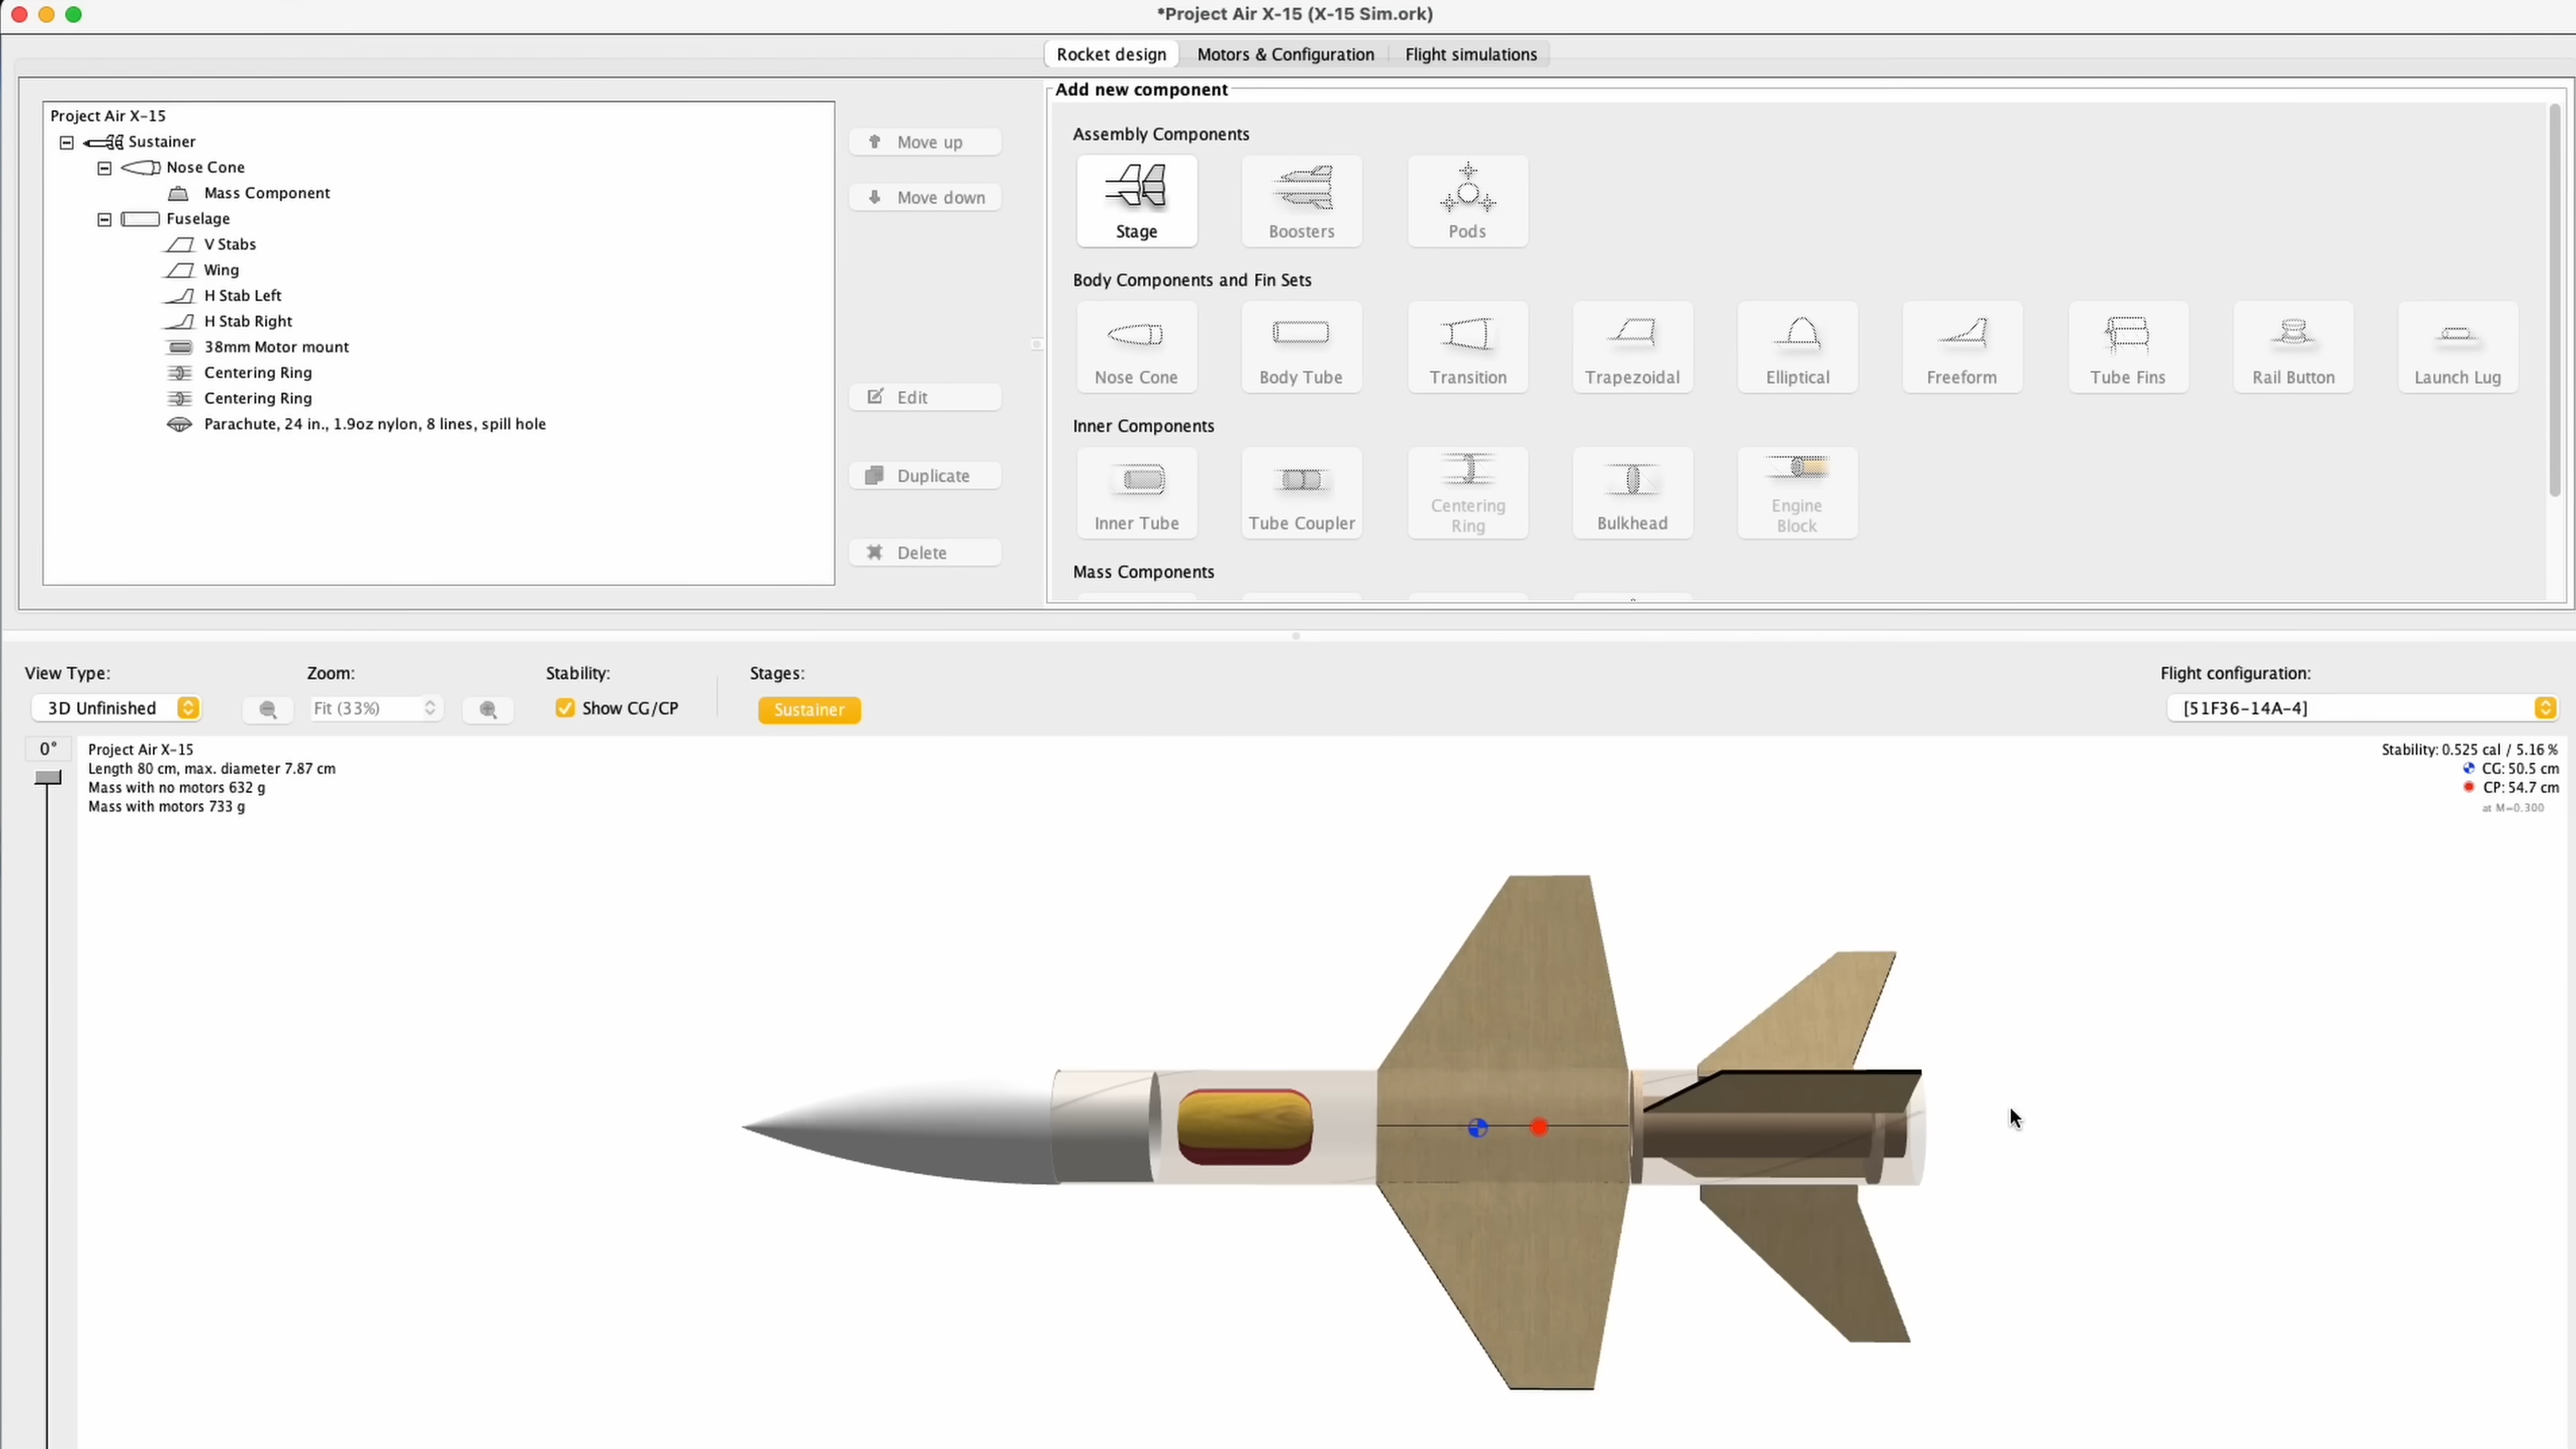 *Project Air X-15 (X-15 Sim.ork)
Rocket design
Motors & Configuration
Flight simulations
Project Air X-15
Sustainer
Nose Cone
Mass Component
Fuselage
V Stabs
Wing
H Stab Left
H Stab Right
38mm Motor mount
Centering Ring
Centering Ring
Parachute, 24 in., 1.9oz nylon, 8 lines, spill hole
Move up
Move down
Edit
Duplicate
Delete
Add new component
Assembly Components
Stage
Boosters
Pods
Body Components and Fin Sets
Nose Cone
Body Tube
Transition
Trapezoidal
Elliptical
Freeform
Tube Fins
Rail Button
Launch Lug
Inner Components
Inner Tube
Tube Coupler
Centering
Ring
Bulkhead
Engine
Block
Mass Components
View Type:
3D Unfinished
Zoom:
Fit (33%)
Stability:
Show CG/CP
Stages:
Sustainer
Flight configuration:
[51F36-14A-4]
0°
Project Air X-15
Length 80 cm, max. diameter 7.87 cm
Mass with no motors 632 g
Mass with motors 733 g
Stability: 0.525 cal / 5.16 %
CG: 50.5 cm
CP: 54.7 cm
at M=0.300